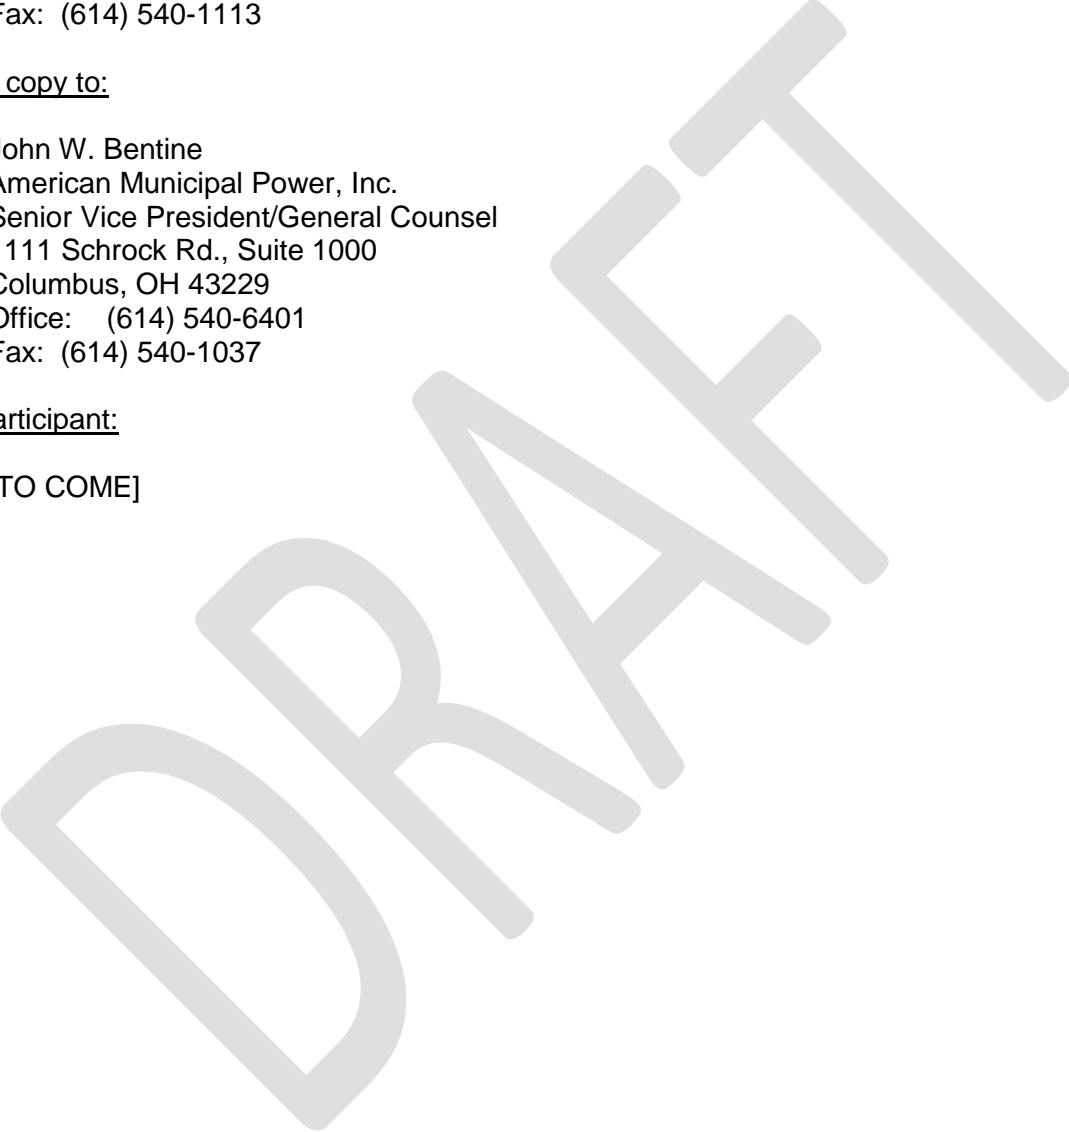 Fax: (614) 540-1113
copy to:
John W. Bentine
American Municipal Power, Inc.
Senior Vice President/General Counsel
1111 Schrock Rd., Suite 1000
Columbus, OH 43229
Office: (614) 540-6401
Fax: (614) 540-1037
articipant:
TO COME]
DRAFT